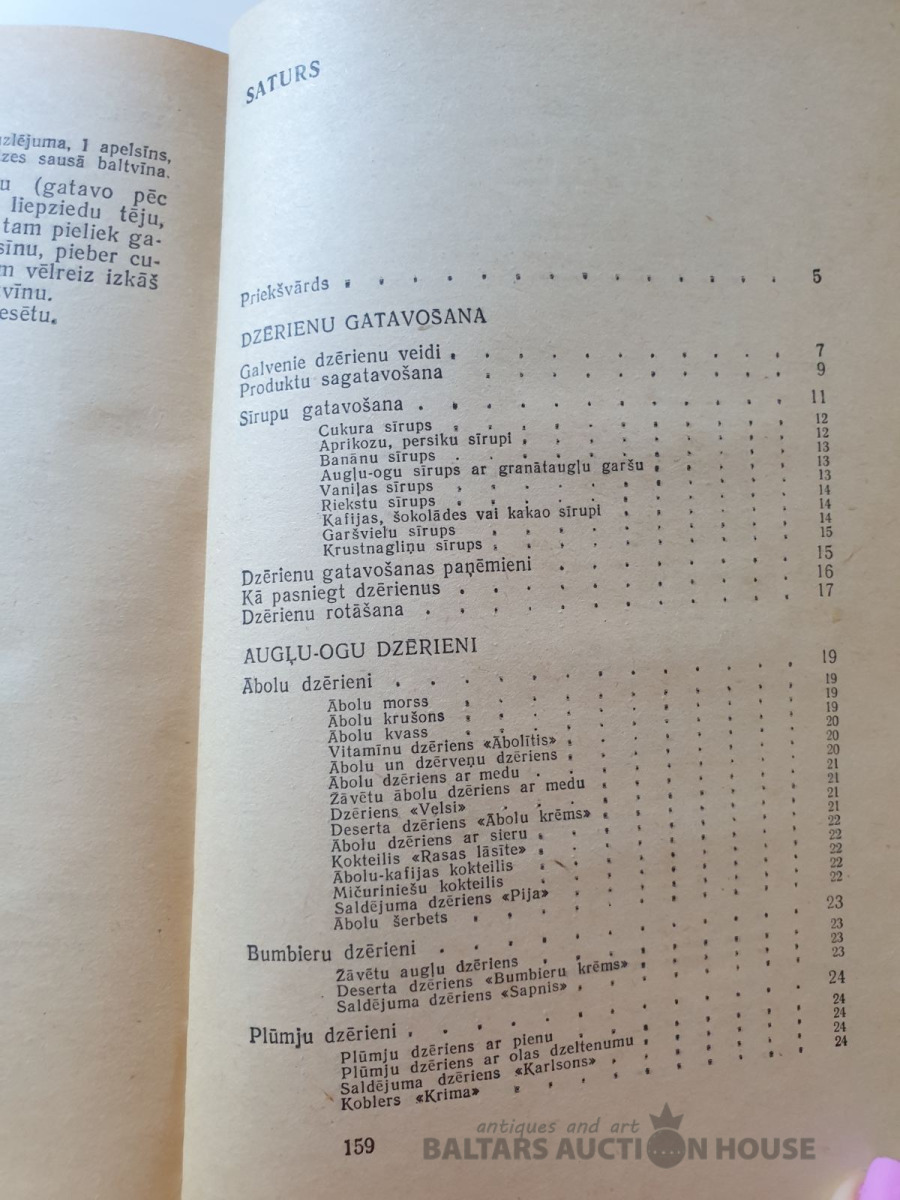 uzlējuma, 1 apelsīns,
zes sausā baltvīna.
u (gatavo pēc
liepziedu tēju,
tam pieliek ga-
sīnu, pieber cu-
m vēlreiz izkāš
vīnu.
esētu.
SATURS
Priekšvārds . . . . . . . . . . . . . 5
DZĒRIENU GATAVOŠANA
Galvenie dzērienu veidi . . . . . . . . . . 7
Produktu sagatavošana . . . . . . . . . 9
Sīrupu gatavošana . . . . . . . . . . . 11
Cukura sīrups . . . . . . . . . 12
Aprikozu, persiku sīrupi . . . . . . . 12
Banānu sīrups . . . . . . . . . 13
Augļu-ogu sīrups ar granātaugļu garšu . . . . 13
Vaniļas sīrups . . . . . . . . . 13
Riekstu sīrups . . . . . . . . . 14
Kafijas, šokolādes vai kakao sīrupi . . . . . 14
Garšvielu sīrups . . . . . . . . 14
Krustnagliņu sīrups . . . . . . . . 15
Dzērienu gatavošanas paņēmieni . . . . . . . 15
Kā pasniegt dzērienus . . . . . . . . . 16
Dzērienu rotāšana . . . . . . . . . . . 17
AUGĻU-OGU DZĒRIENI
Ābolu dzērieni . . . . . . . . . . . . 19
Ābolu morss . . . . . . . . . 19
Ābolu krušons . . . . . . . . . 19
Ābolu kvass . . . . . . . . . 19
Vitamīnu dzēriens «Ābolītis» . . . . . . 20
Ābolu un dzērveņu dzēriens . . . . . . 20
Ābolu dzēriens ar medu . . . . . . . 20
Žāvētu ābolu dzēriens ar medu . . . . . 21
Dzēriens «Veļsi» . . . . . . . . 21
Deserta dzēriens «Ābolu krēms» . . . . . 21
Ābolu dzēriens ar sieru . . . . . . . 21
Kokteilis «Rasas lāsīte» . . . . . . . 22
Ābolu-kafijas kokteilis . . . . . . . 22
Mičuriniešu kokteilis . . . . . . . 22
Saldējuma dzēriens «Pija» . . . . . . 22
Ābolu šerbets . . . . . . . . . 22
Bumbieru dzērieni . . . . . . . . . . 23
Žāvētu augļu dzēriens . . . . . . . 23
Deserta dzēriens «Bumbieru krēms» . . . . 23
Saldējuma dzēriens «Sapnis» . . . . . . 23
Plūmju dzērieni . . . . . . . . . . . 24
Plūmju dzēriens ar pienu . . . . . . 24
Plūmju dzēriens ar olas dzeltenumu . . . . 24
Saldējuma dzēriens «Karlsons» . . . . . 24
Koblers «Krima» . . . . . . . . 24
159
antiques and art
BALTARS AUCTION HOUSE